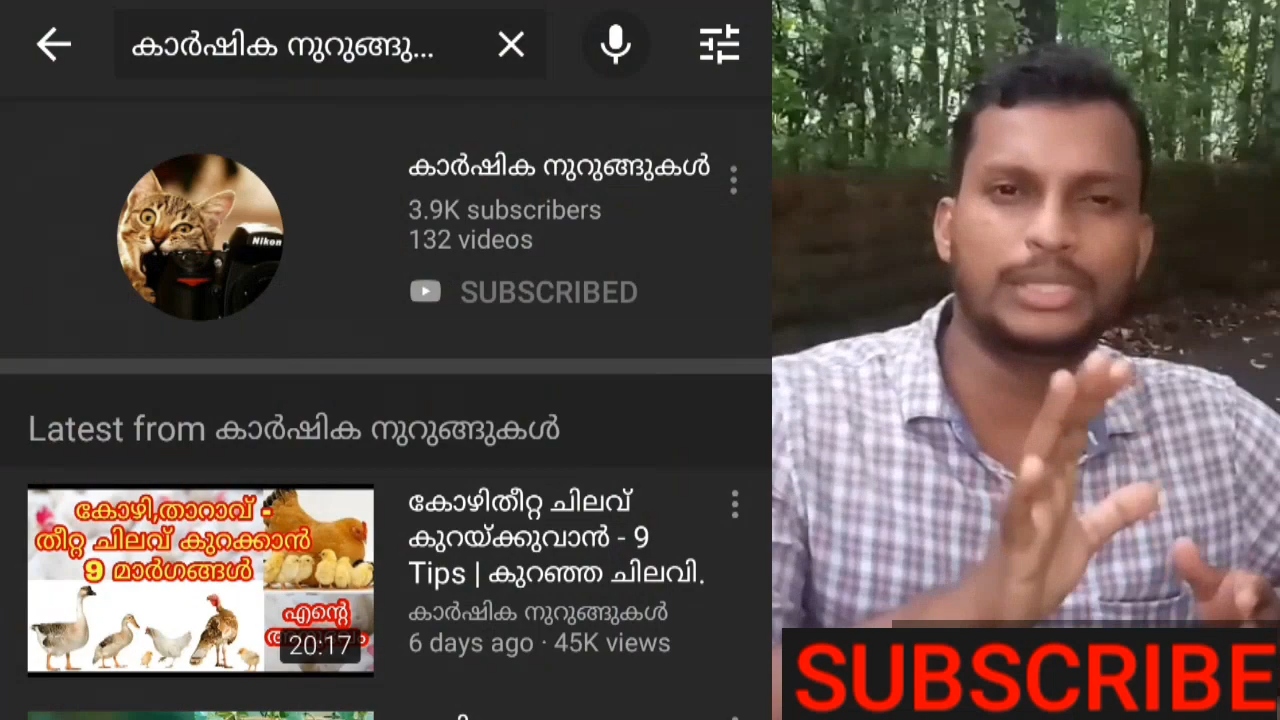 കാർഷിക നുറുങ്ങു...
കാർഷിക നുറുങ്ങുകൾ
3.9K subscribers
132 videos
Nikon
SUBSCRIBED
Latest from കാർഷിക നുറുങ്ങുകൾ
കോഴി,താറാവ് -
തീറ്റ ചിലവ് കുറക്കാൻ
9 മാർഗങ്ങൾ
എന്റെ
20:17
കോഴിതീറ്റ ചിലവ്
കുറയ്ക്കുവാൻ - 9
Tips | കുറഞ്ഞ ചിലവി.
കാർഷിക നുറുങ്ങുകൾ
6 days ago · 45K views
SUBSCRIBE